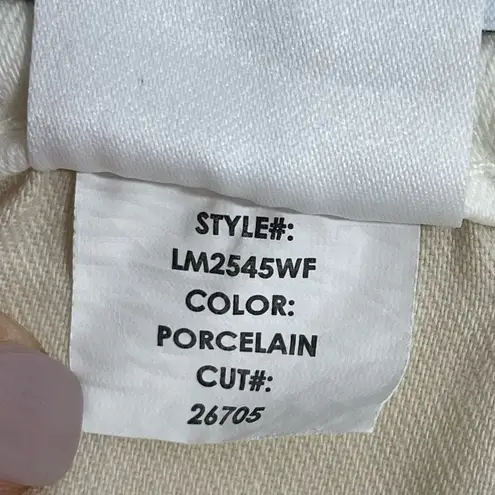 STYLE#:
LM2545WF
COLOR:
PORCELAIN
CUT#:
26705